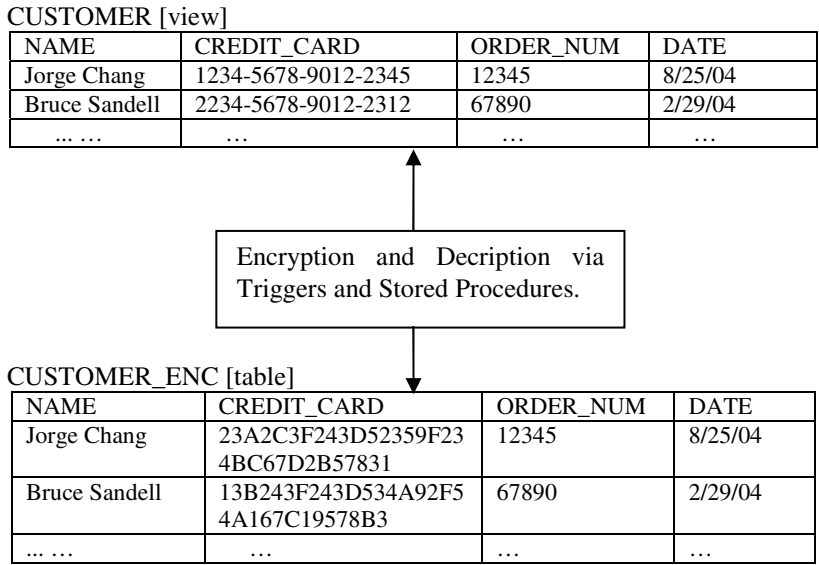 CUSTOMER [view]
NAME CREDIT_CARD ORDER_NUM DATE
Jorge Chang 1234-5678-9012-2345 12345 8/25/04
Bruce Sandell 2234-5678-9012-2312 67890 2/29/04
... … … … …
Encryption and Decription via
Triggers and Stored Procedures.
CUSTOMER_ENC [table]
NAME CREDIT_CARD ORDER_NUM DATE
Jorge Chang 23A2C3F243D52359F23 12345 8/25/04
4BC67D2B57831
Bruce Sandell 13B243F243D534A92F5 67890 2/29/04
4A167C19578B3
... … … … …